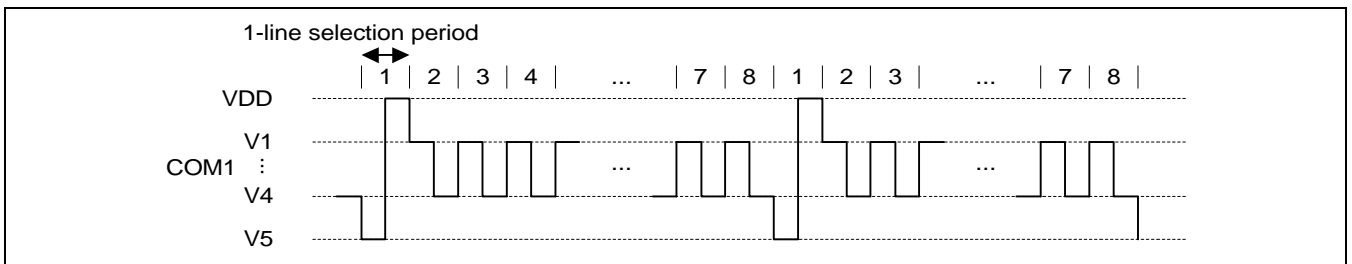 1-line selection period
| 1 | 2 | 3 | 4 | ... | 7 | 8 | 1 | 2 | 3 | ... | 7 | 8 |
VDD
V1
COM1 ⋮ ... ...
V4
V5